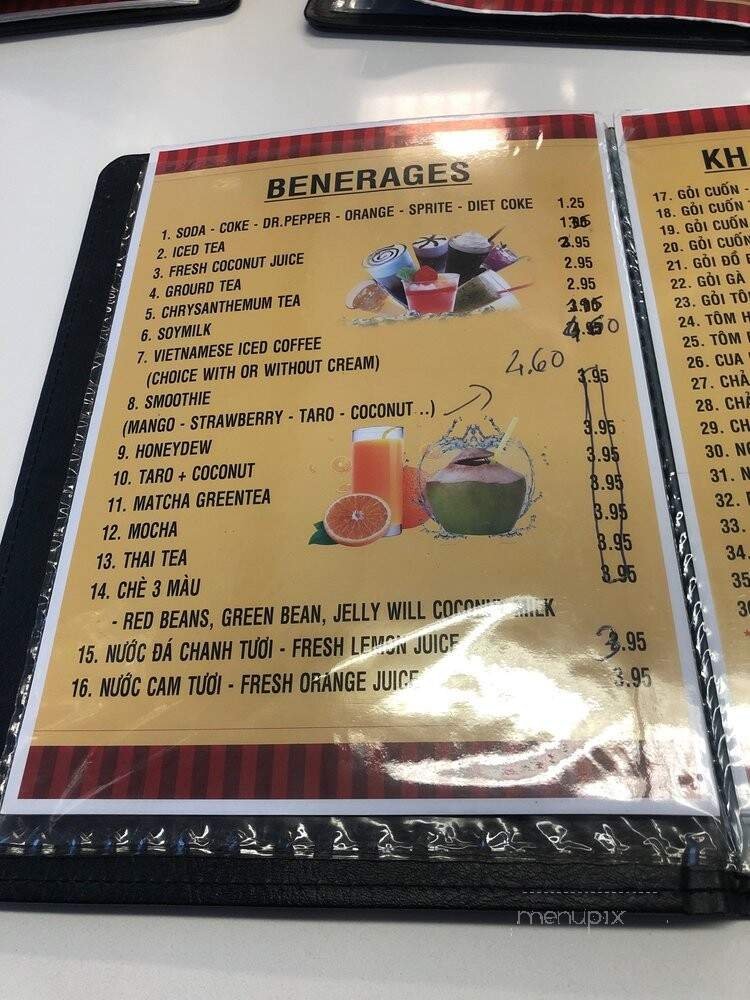 BENERAGES
1. SODA - COKE - DR.PEPPER - ORANGE - SPRITE - DIET COKE 1.25
2. ICED TEA
3. FRESH COCONUT JUICE 3.95
4. GROURD TEA 2.95
5. CHRYSANTHEMUM TEA 2.95
6. SOYMILK
7. VIETNAMESE ICED COFFEE
(CHOICE WITH OR WITHOUT CREAM)
4.60
8. SMOOTHIE 3.95
(MANGO - STRAWBERRY - TARO - COCONUT ..)
9. HONEYDEW 3.95
10. TARO + COCONUT 3.95
11. MATCHA GREENTEA 3.95
12. MOCHA 3.95
13. THAI TEA 3.95
14. CHÈ 3 MÀU 3.95
- RED BEANS, GREEN BEAN, JELLY WILL COCONUT MILK
15. NƯỚC ĐÁ CHANH TƯƠI - FRESH LEMON JUICE 3.95
16. NƯỚC CAM TƯƠI - FRESH ORANGE JUICE 3.95
KH
17. GỎI CUỐN -
18. GỎI CUỐN
19. GỎI CUỐN
20. GỎI CUỐN
21. GỎI ĐỒ
22. GỎI GÀ
23. GỎI TÔ
24. TÔM H
25. TÔM
26. CUA
27. CHẢ
28. CHẢ
29. CH
30. N
31. N
32.
33.
34.
35
menupix